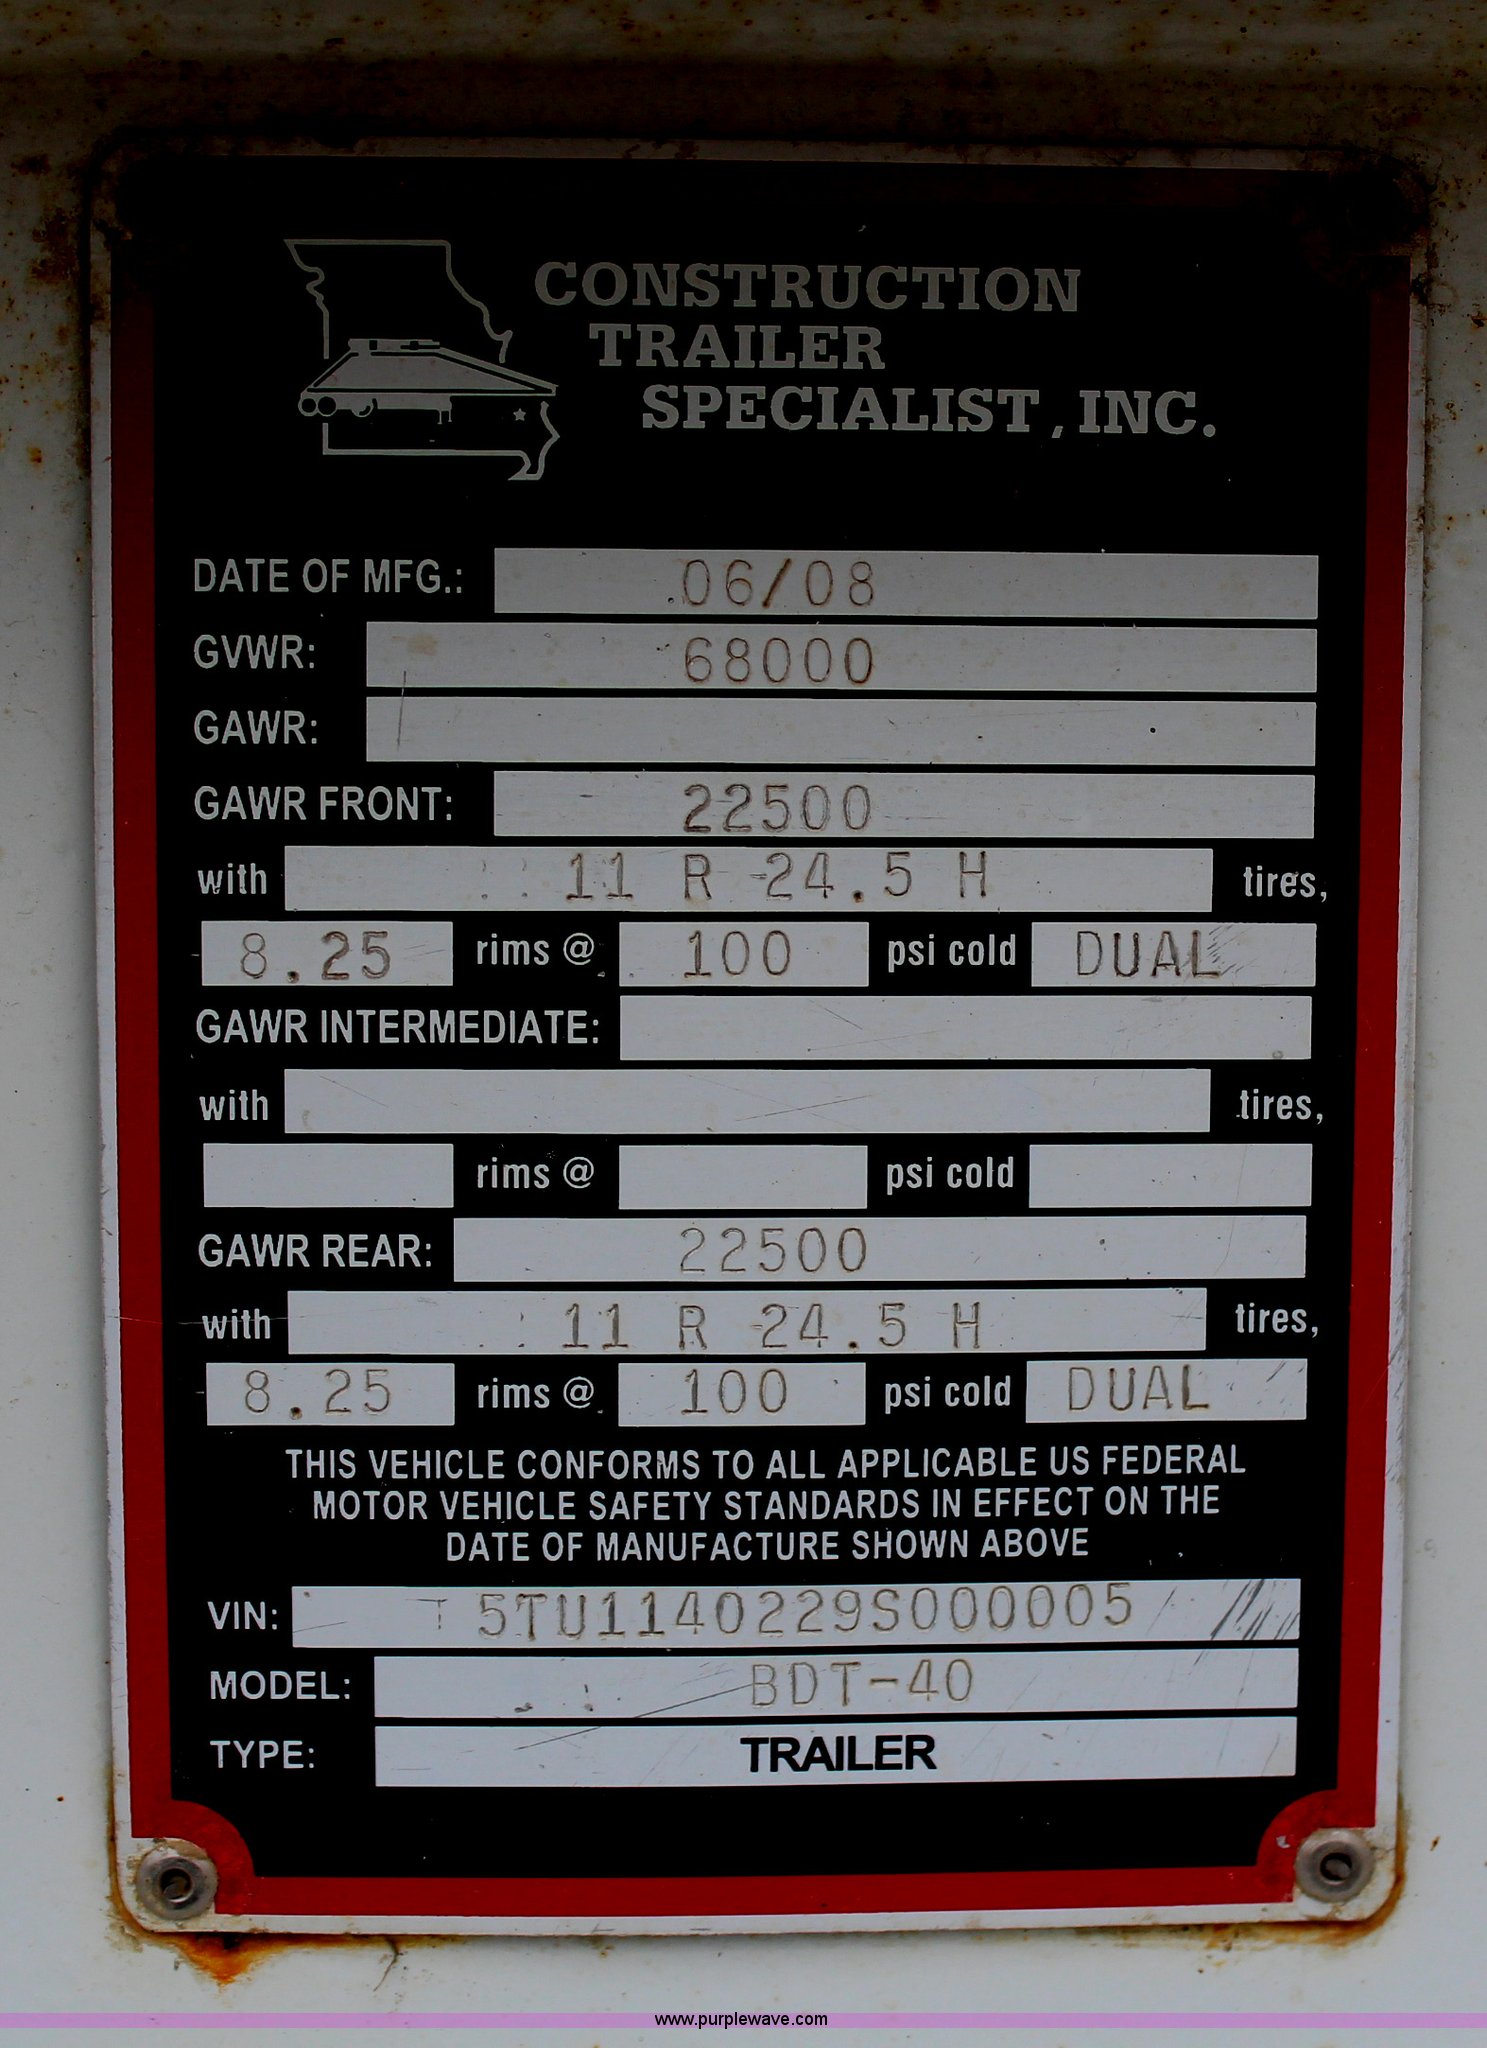 CONSTRUCTION
TRAILER
SPECIALIST, INC.
DATE OF MFG.: 06/08
GVWR: 68000
GAWR:
GAWR FRONT: 22500
with 11 R 24.5 H tires,
8.25 rims @ 100 psi cold DUAL
GAWR INTERMEDIATE:
with tires,
rims @ psi cold
GAWR REAR: 22500
with 11 R 24.5 H tires,
8.25 rims @ 100 psi cold DUAL
THIS VEHICLE CONFORMS TO ALL APPLICABLE US FEDERAL
MOTOR VEHICLE SAFETY STANDARDS IN EFFECT ON THE
DATE OF MANUFACTURE SHOWN ABOVE
VIN: 5TU1140229S000005
MODEL: BDT-40
TYPE: TRAILER
www.purplewave.com